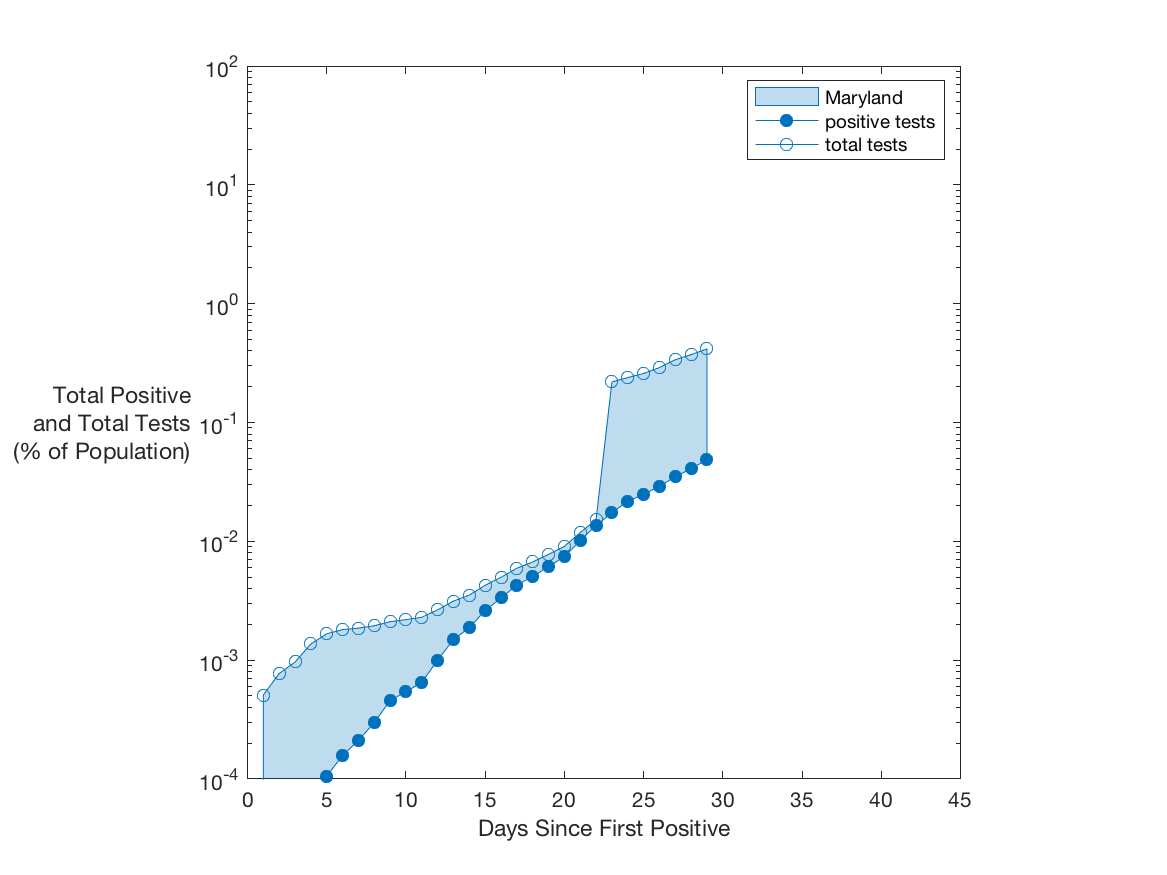 10^2
10^1
10^0
10^-1
10^-2
10^-3
10^-4
Total Positive
and Total Tests
(% of Population)
Maryland
positive tests
total tests
0 5 10 15 20 25 30 35 40 45
Days Since First Positive